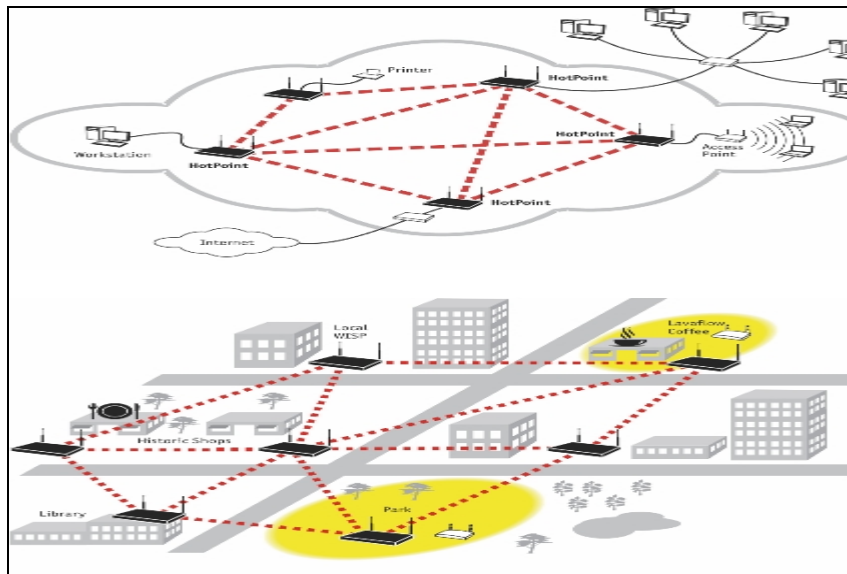 Printer
HotPoint
HotPoint
Workstation
Access
Point
HotPoint
HotPoint
Internet
Local
WISP
Lavaflow
Coffee
Historic Shops
Library
Park